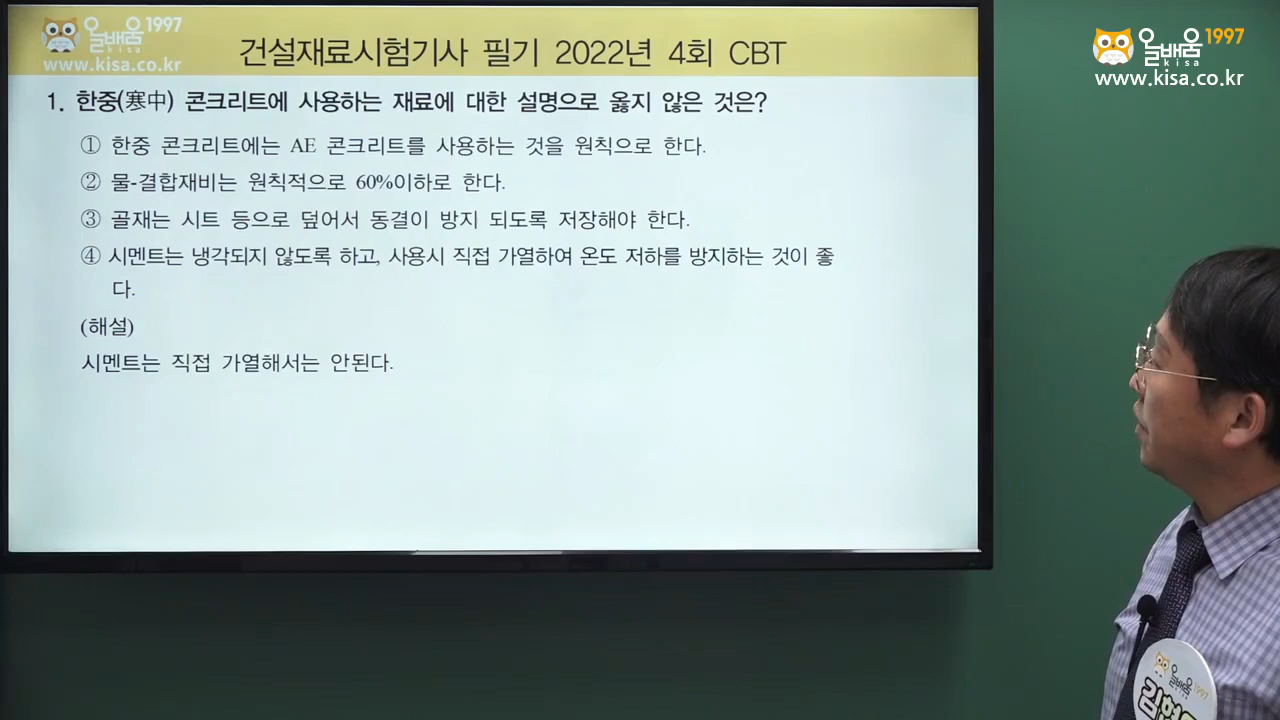 올배움 1997
kisa
www.kisa.co.kr
건설재료시험기사 필기 2022년 4회 CBT
올배움 1997
kisa
www.kisa.co.kr
1. 한중(寒中) 콘크리트에 사용하는 재료에 대한 설명으로 옳지 않은 것은?
① 한중 콘크리트에는 AE 콘크리트를 사용하는 것을 원칙으로 한다.
② 물-결합재비는 원칙적으로 60%이하로 한다.
③ 골재는 시트 등으로 덮어서 동결이 방지 되도록 저장해야 한다.
④ 시멘트는 냉각되지 않도록 하고, 사용시 직접 가열하여 온도 저하를 방지하는 것이 좋
다.
(해설)
시멘트는 직접 가열해서는 안된다.
올배움 1997